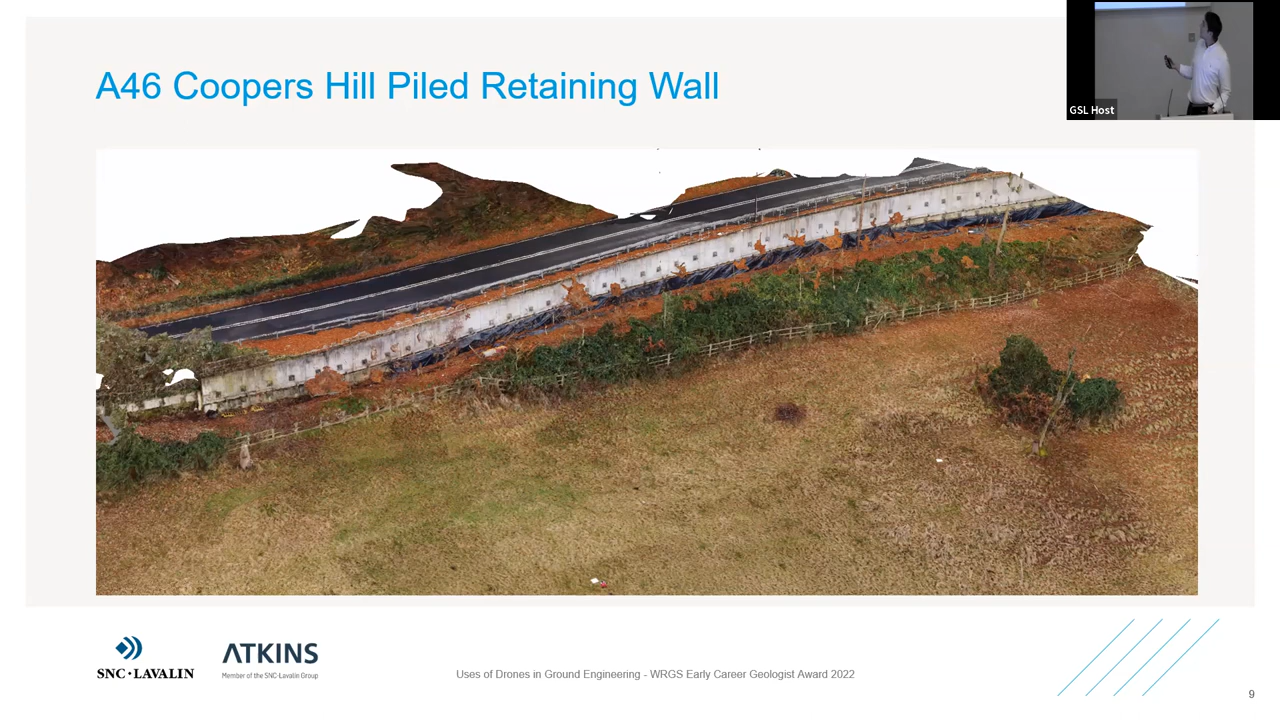 A46 Coopers Hill Piled Retaining Wall
GSL Host
SNC·LAVALIN
ATKINS
Member of the SNC-Lavalin Group
Uses of Drones in Ground Engineering - WRGS Early Career Geologist Award 2022
9